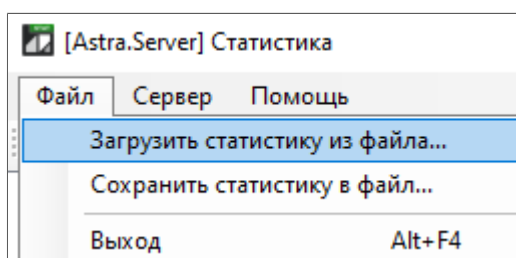 [Astra.Server] Статистика
Файл Сервер Помощь
Загрузить статистику из файла...
Сохранить статистику в файл...
Выход Alt+F4